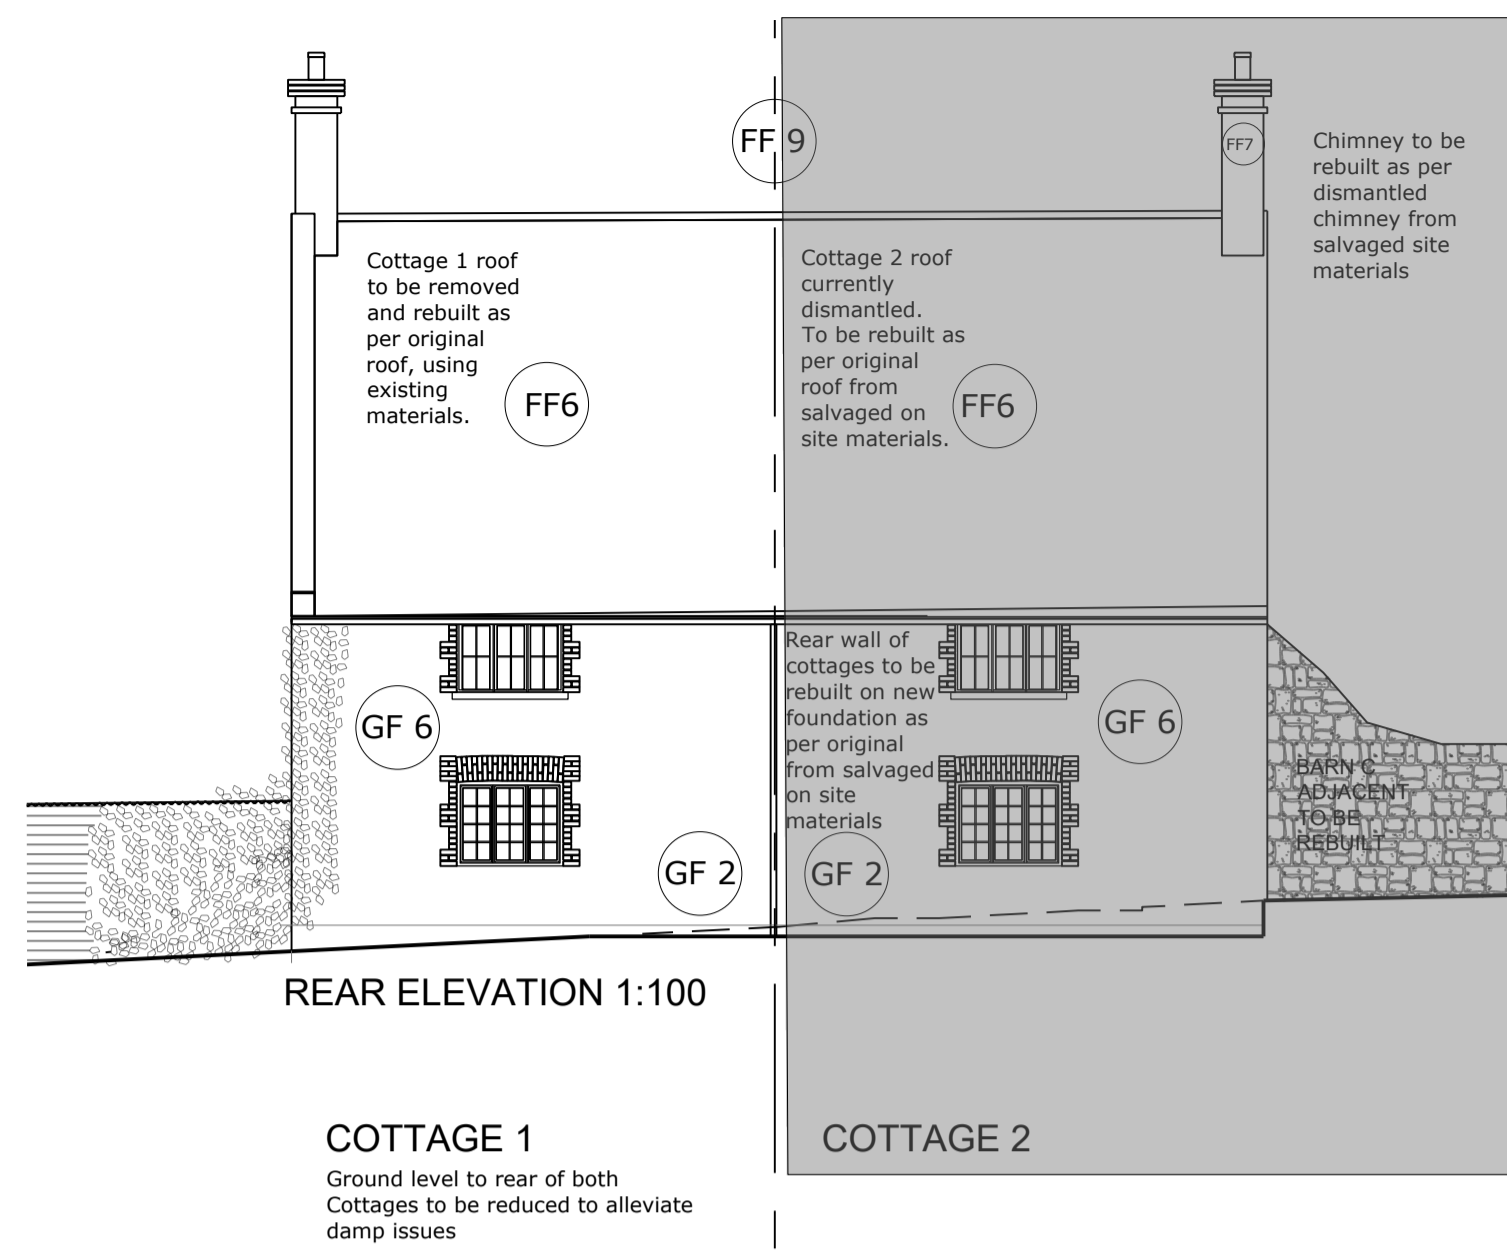 FF 9
FF7
Chimney to be
rebuilt as per
dismantled
chimney from
salvaged site
materials
Cottage 1 roof
to be removed
and rebuilt as
per original
roof, using
existing
materials.
FF6
Cottage 2 roof
currently
dismantled.
To be rebuilt as
per original
roof from
salvaged on
site materials.
FF6
Rear wall of
cottages to be
rebuilt on new
foundation as
per original
from salvaged
on site
materials
GF 6
GF 6
BARN C
ADJACENT
TO BE
REBUILT
GF 2
GF 2
REAR ELEVATION 1:100
COTTAGE 1
Ground level to rear of both
Cottages to be reduced to alleviate
damp issues
COTTAGE 2